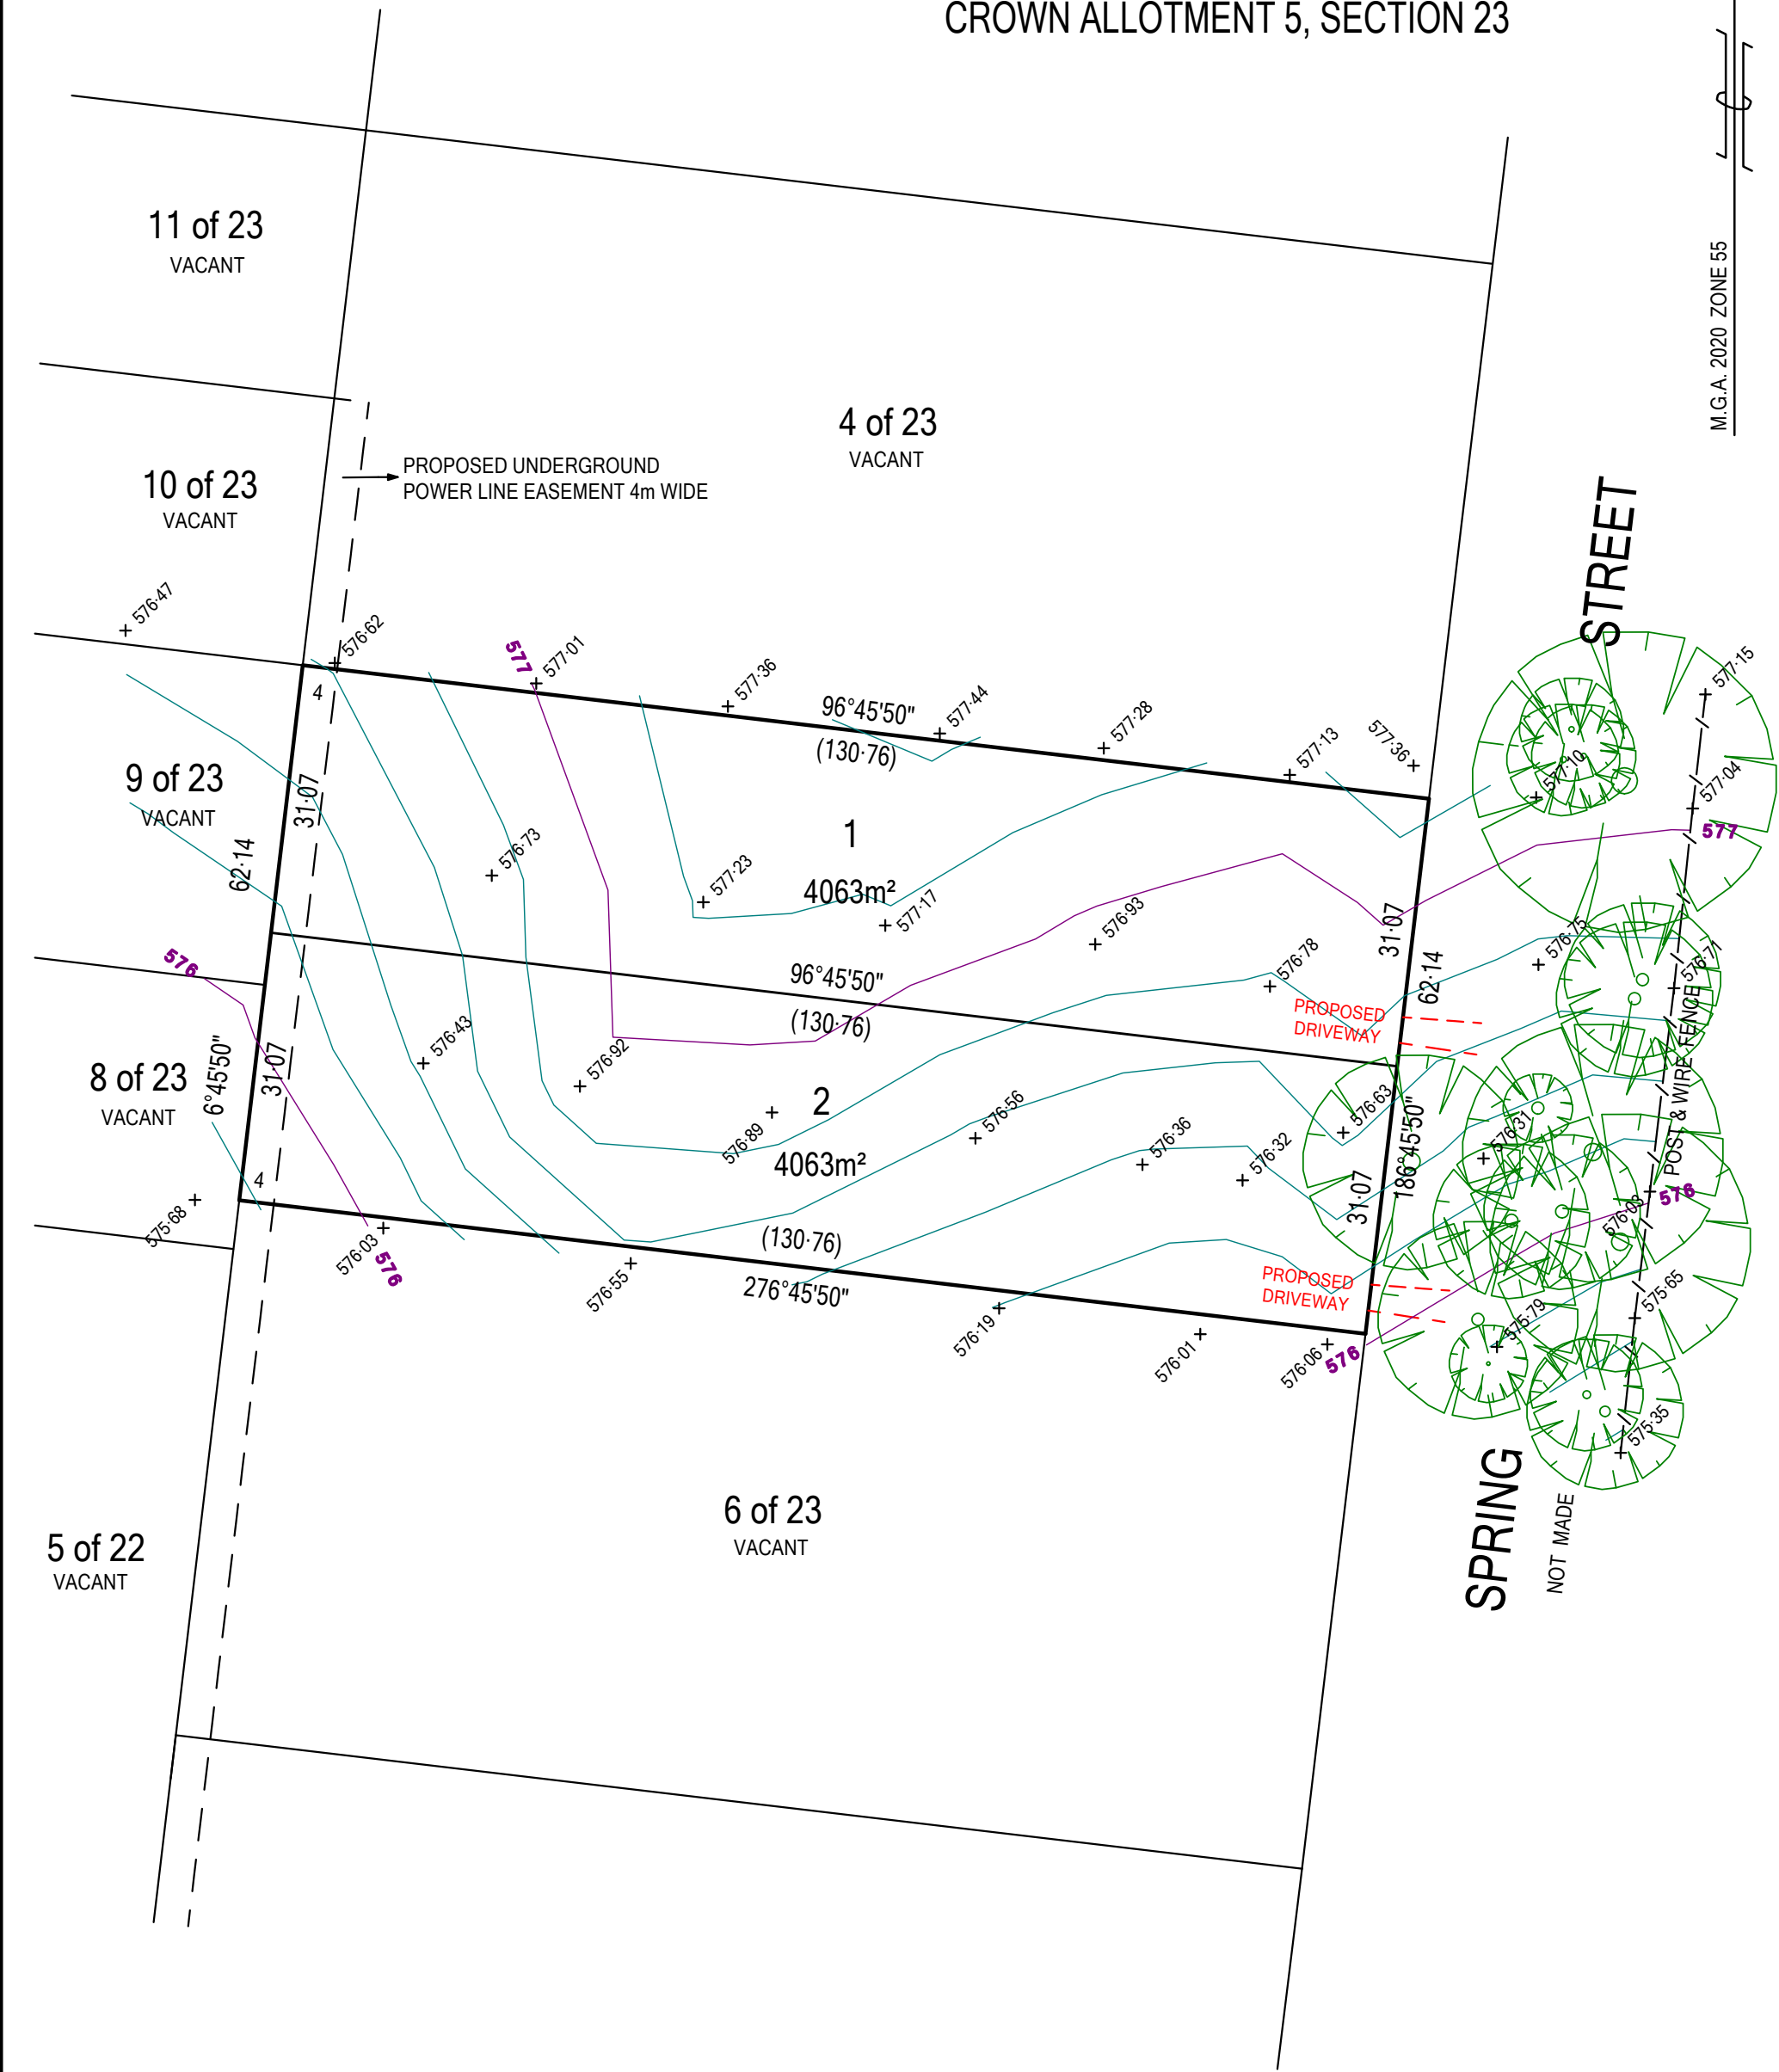 CROWN ALLOTMENT 5, SECTION 23
M.G.A. 2020 ZONE 55
11 of 23
VACANT
4 of 23
VACANT
10 of 23
VACANT
PROPOSED UNDERGROUND
POWER LINE EASEMENT 4m WIDE
STREET
576·47
576·62
577
577·01
577·36
96°45'50"
(130·76)
577·44
577·28
577·13
577·36
577·10
577·15
577·04
577
4
9 of 23
VACANT
31·07
62·14
576·73
577·23
1
4063m²
577·17
576·93
576·78
31·07
62·14
576·75
576·71
576
96°45'50"
(130·76)
PROPOSED
DRIVEWAY
POST & WIRE FENCE
8 of 23
VACANT
6°45'50"
31·07
576·43
576·92
576·89
2
4063m²
576·56
576·36
576·32
576·63
186°45'50"
31·07
576·31
576·03
576
4
575·68
576·03
576
576·55
(130·76)
276°45'50"
576·19
576·01
576·06
576
PROPOSED
DRIVEWAY
575·79
575·65
575·35
SPRING
NOT MADE
6 of 23
VACANT
5 of 22
VACANT